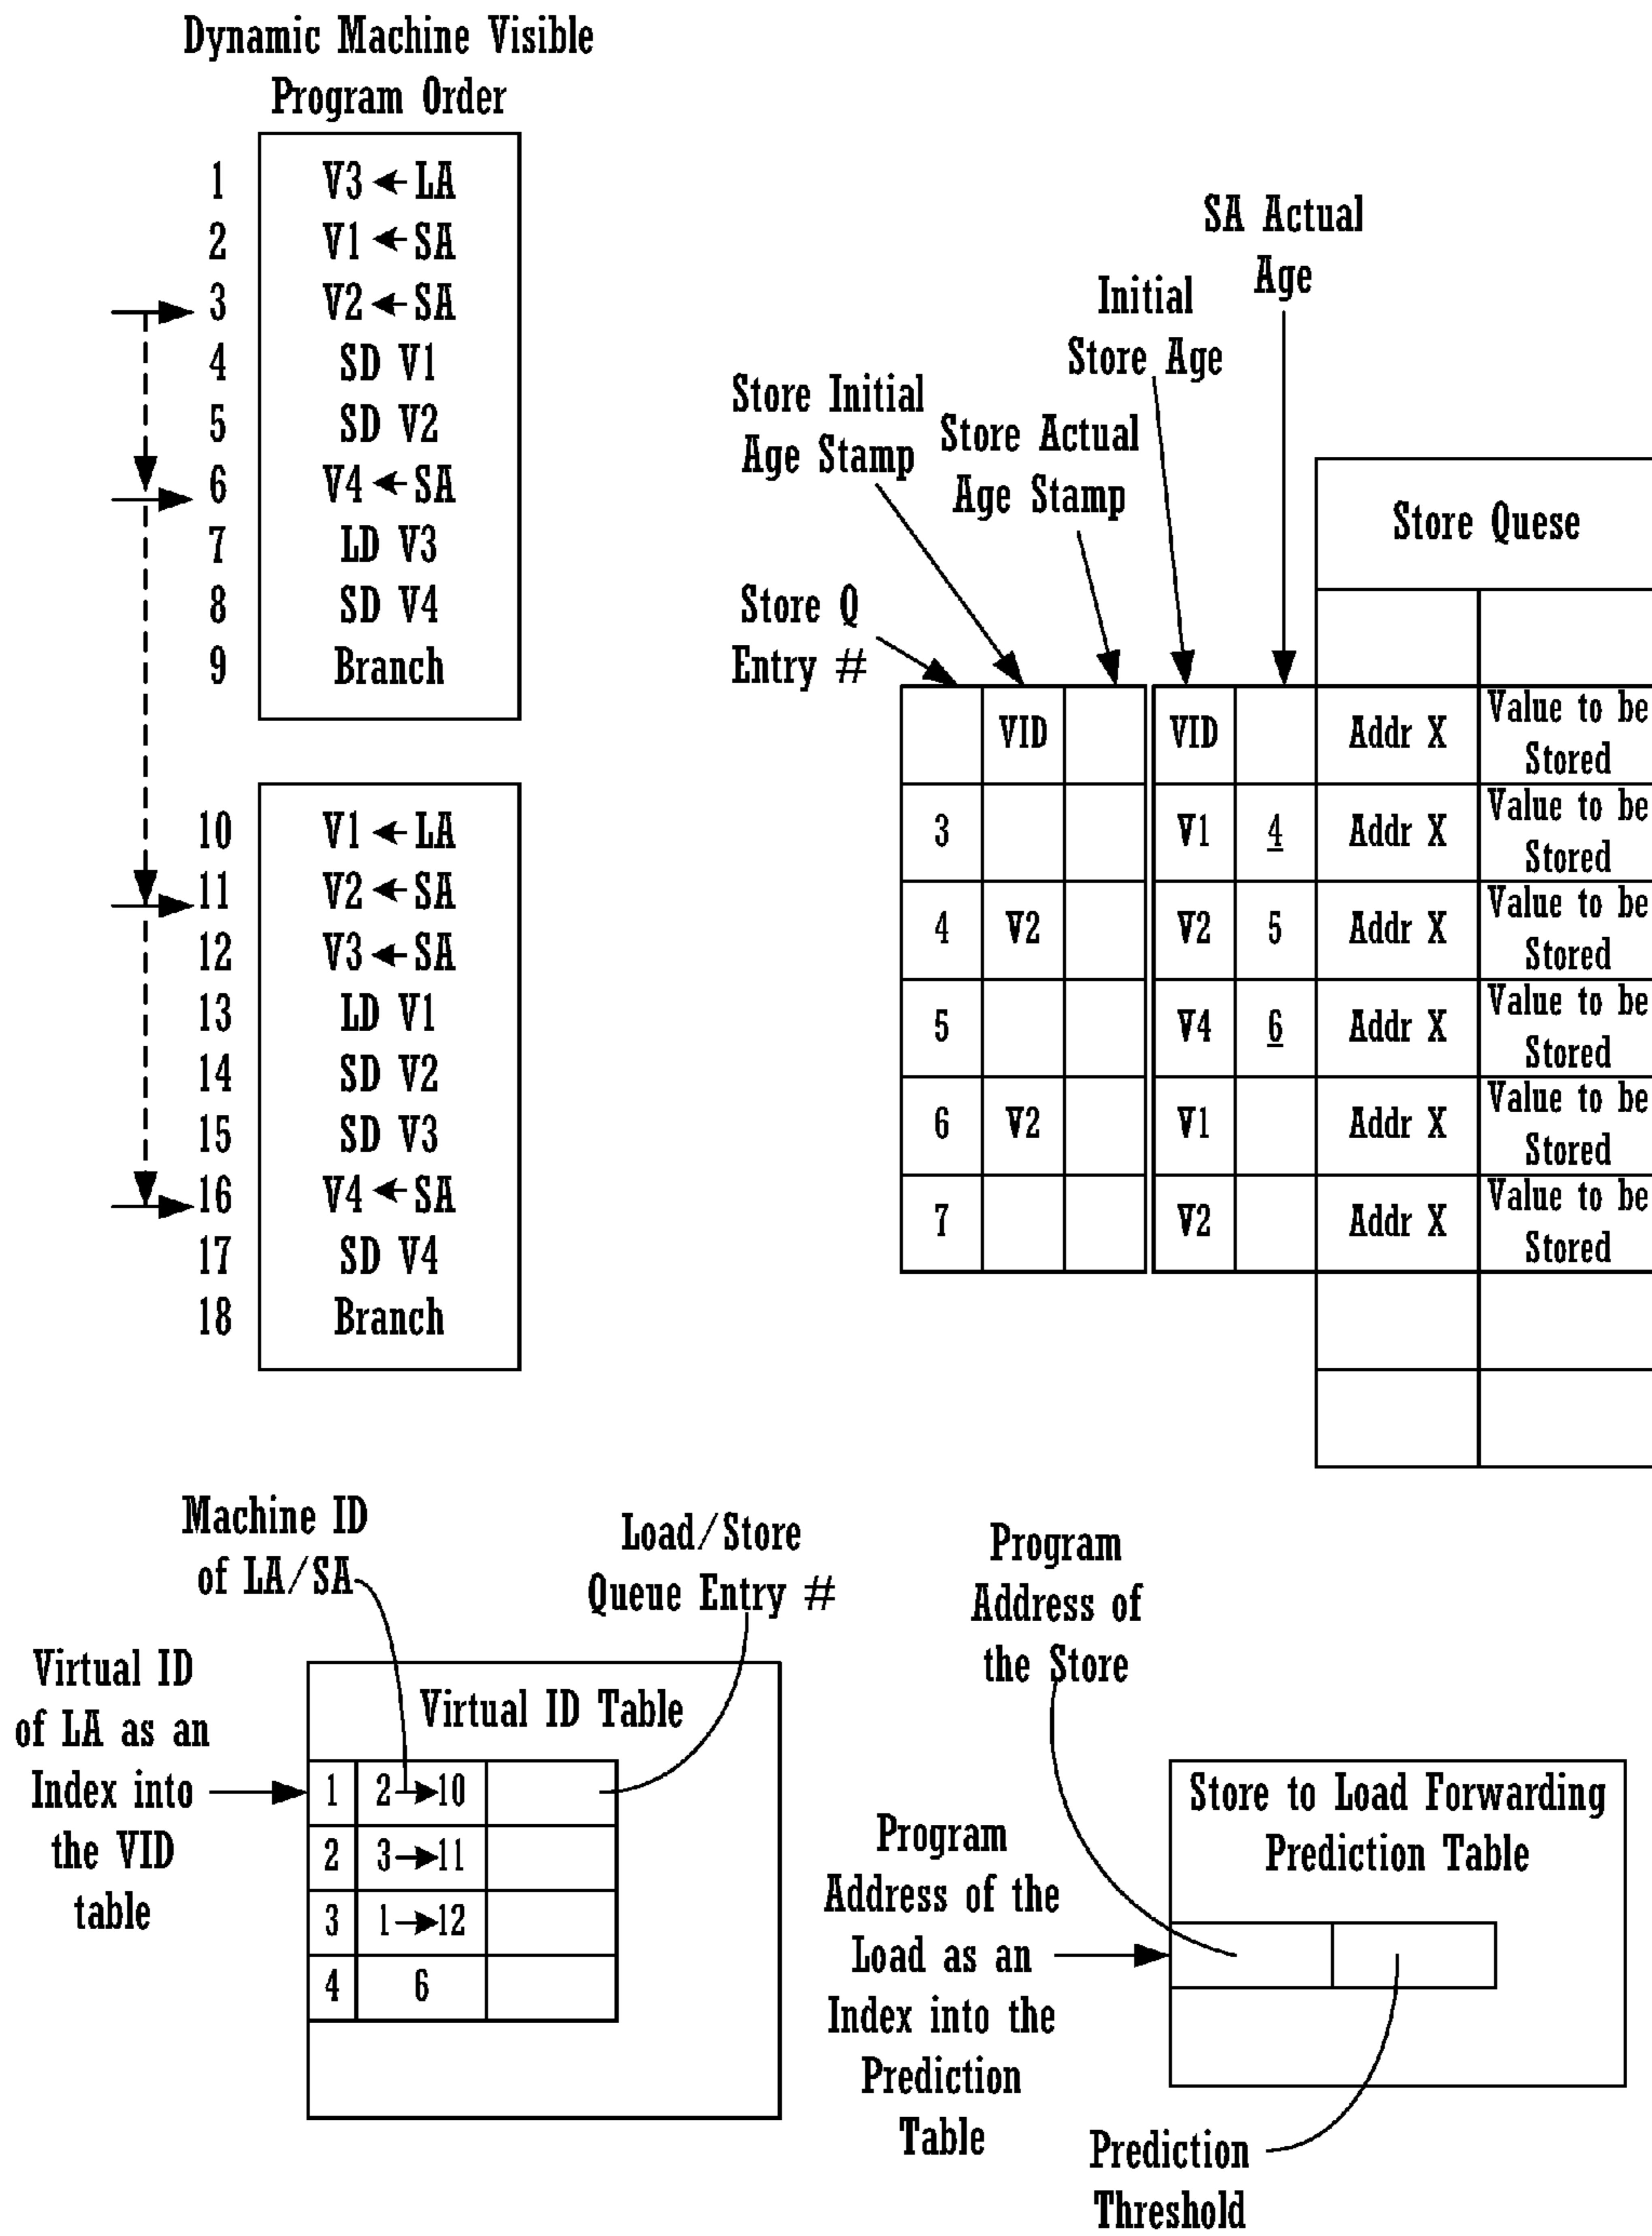 Dynamic Machine Visible
Program Order
1 V3 ← LA
2 V1 ← SA
3 V2 ← SA
4 SD V1
5 SD V2
6 V4 ← SA
7 LD V3
8 SD V4
9 Branch
10 V1 ← LA
11 V2 ← SA
12 V3 ← SA
13 LD V1
14 SD V2
15 SD V3
16 V4 ← SA
17 SD V4
18 Branch
SA Actual
Age
Initial
Store Age
Store Initial
Age Stamp
Store Actual
Age Stamp
Store Q
Entry #
Store Quese
VID VID Addr X Value to be
Stored
3 V1 4 Addr X Value to be
Stored
4 V2 V2 5 Addr X Value to be
Stored
5 V4 6 Addr X Value to be
Stored
6 V2 V1 Addr X Value to be
Stored
7 V2 Addr X Value to be
Stored
Machine ID
of LA/SA
Load/Store
Queue Entry #
Virtual ID
of LA as an
Index into
the VID
table
Virtual ID Table
1 2→10
2 3→11
3 1→12
4 6
Program
Address of
the Store
Program
Address of the
Load as an
Index into the
Prediction
Table
Store to Load Forwarding
Prediction Table
Prediction
Threshold